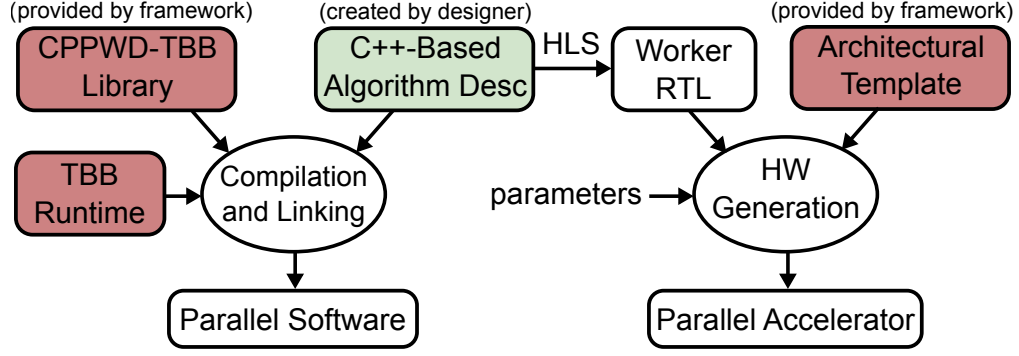 (provided by framework)
CPPWD-TBB
Library
(created by designer)
C++-Based
Algorithm Desc
HLS
Worker
RTL
(provided by framework)
Architectural
Template
TBB
Runtime
Compilation
and Linking
parameters
HW
Generation
Parallel Software
Parallel Accelerator